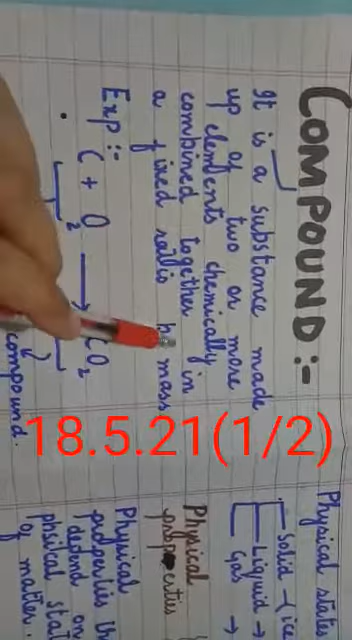 COMPOUND:-
It is a substance made
up of two or more
elements chemically
combined together in
a fixed ratio by mass.
Exp:-
C + O2 → CO2
compound.
18.5.21(1/2)
Physical states
Solid
Liquid →
Gas →
Physical
properties
Physical
properties
depend on
physical
of matter.